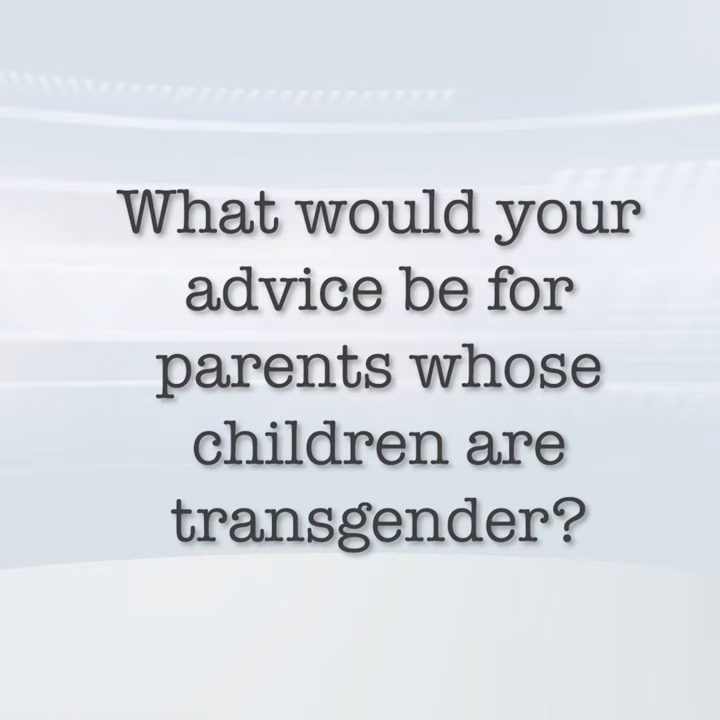 What would your
advice be for
parents whose
children are
transgender?